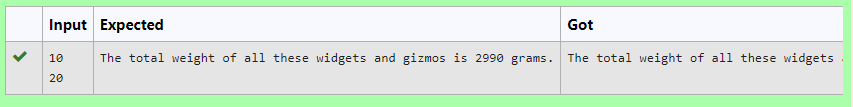 Input Expected Got
10 The total weight of all these widgets and gizmos is 2990 grams. The total weight of all these widgets
20